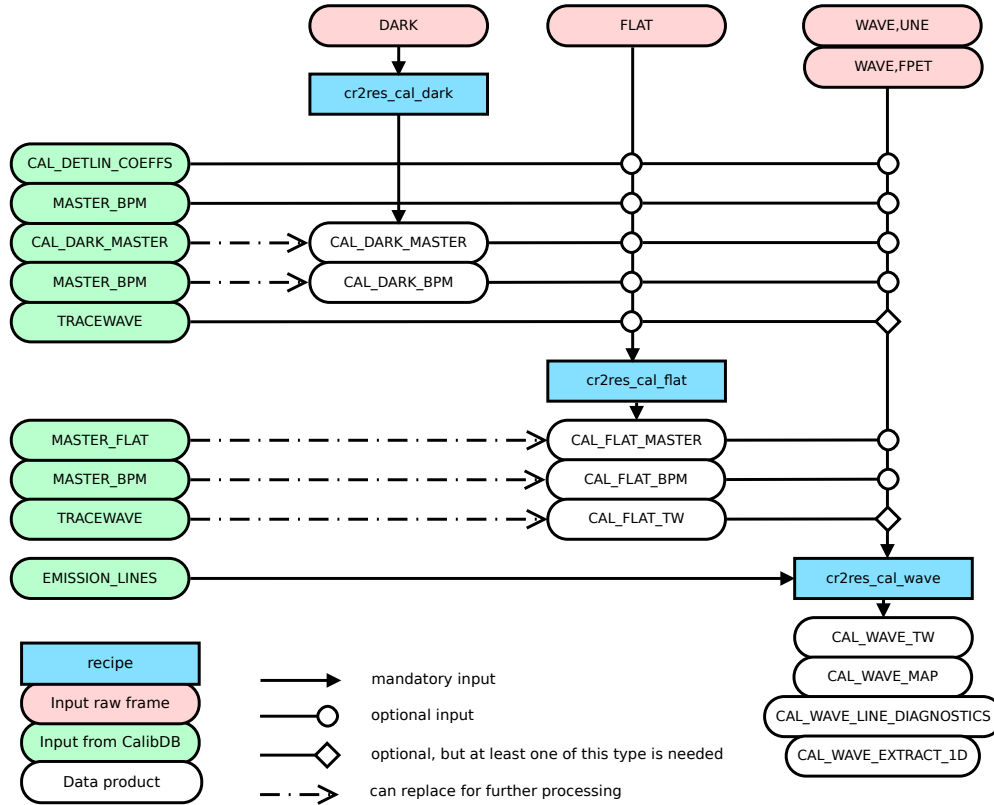 DARK
FLAT
WAVE,UNE
WAVE,FPET
cr2res_cal_dark
CAL_DETLIN_COEFFS
MASTER_BPM
CAL_DARK_MASTER
CAL_DARK_MASTER
MASTER_BPM
CAL_DARK_BPM
TRACEWAVE
cr2res_cal_flat
MASTER_FLAT
CAL_FLAT_MASTER
MASTER_BPM
CAL_FLAT_BPM
TRACEWAVE
CAL_FLAT_TW
EMISSION_LINES
cr2res_cal_wave
CAL_WAVE_TW
CAL_WAVE_MAP
CAL_WAVE_LINE_DIAGNOSTICS
CAL_WAVE_EXTRACT_1D
recipe
Input raw frame
Input from CalibDB
Data product
mandatory input
optional input
optional, but at least one of this type is needed
can replace for further processing